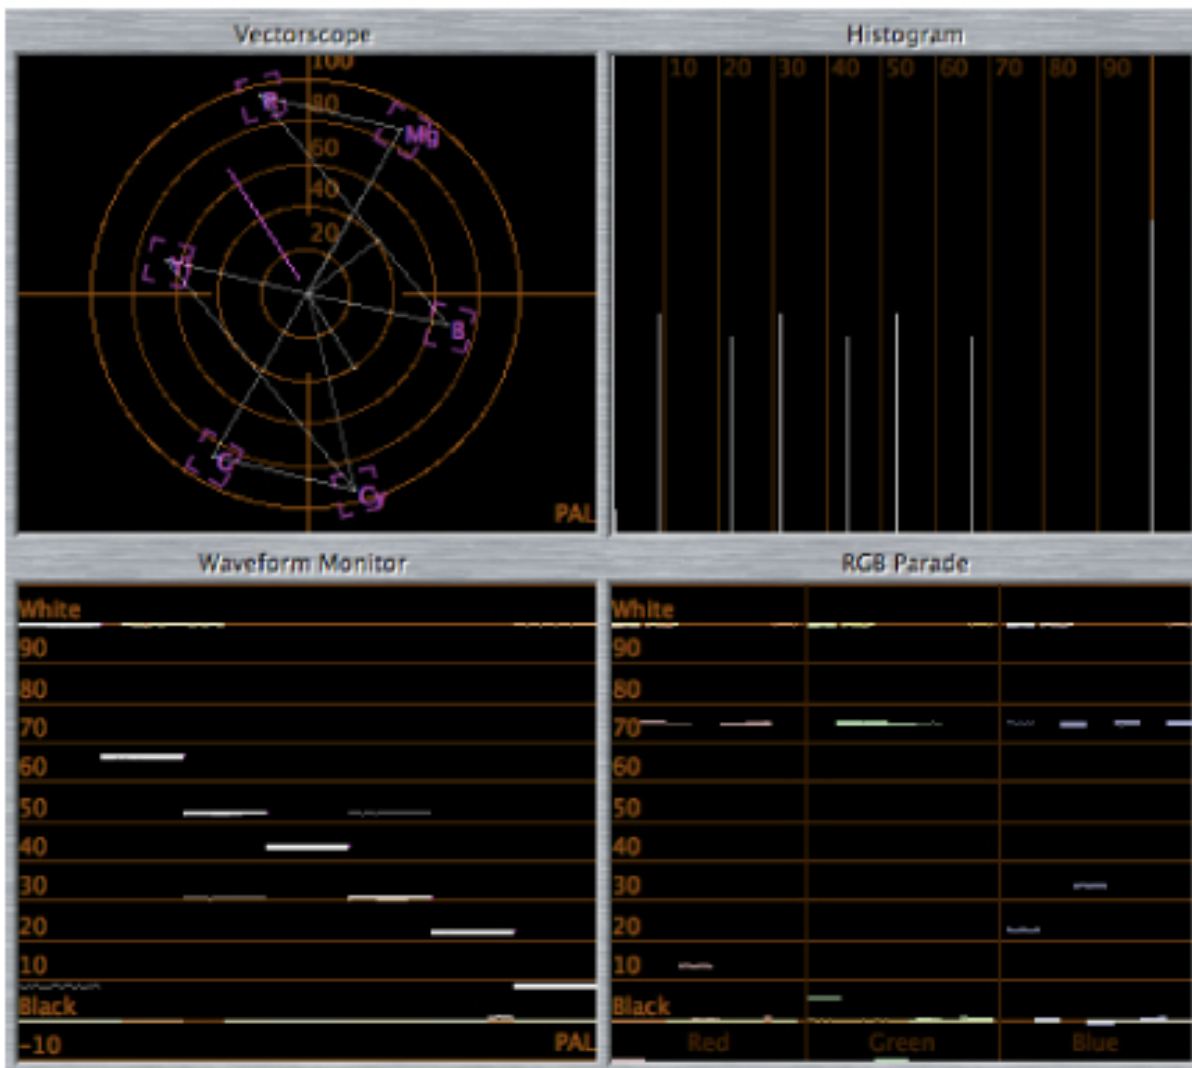 Vectorscope
100
80
60
40
20
R
Mg
Y
B
G
Cy
PAL
Histogram
10 20 30 40 50 60 70 80 90
Waveform Monitor
White
90
80
70
60
50
40
30
20
10
Black
-10
PAL
RGB Parade
White
90
80
70
60
50
40
30
20
10
Black
Red Green Blue